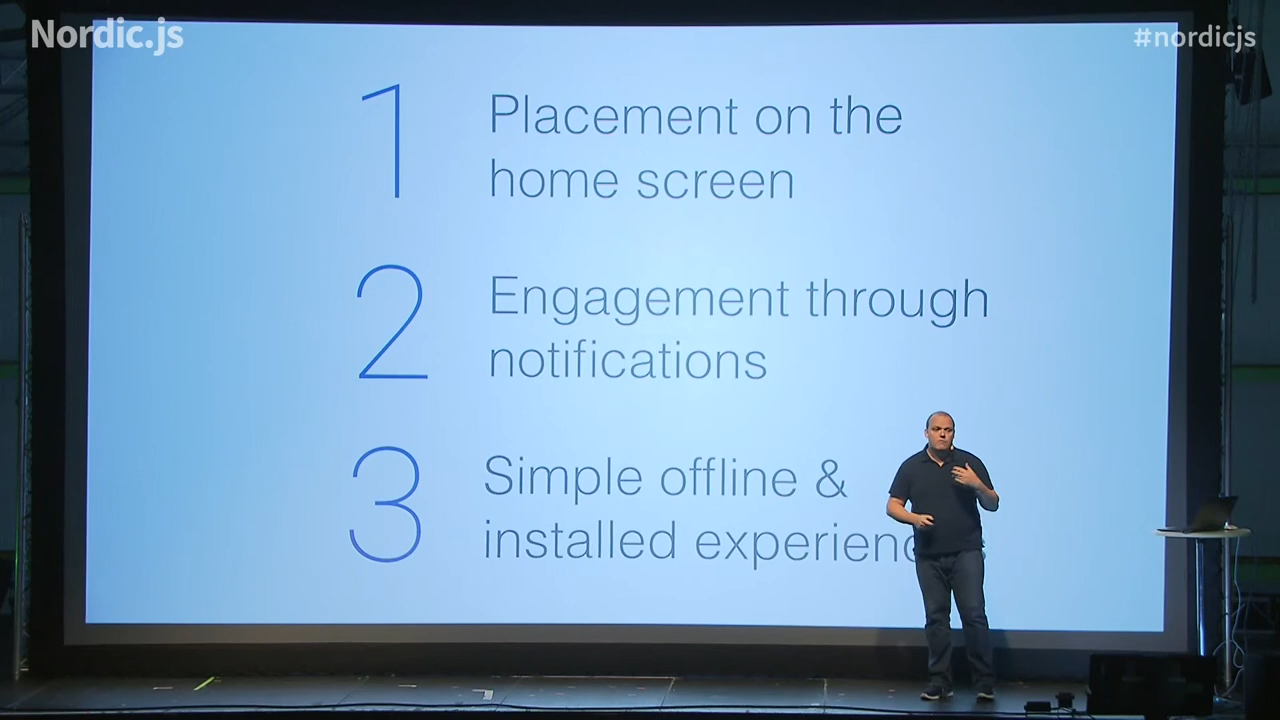 Nordic.js
#nordicjs
1 Placement on the
home screen
2 Engagement through
notifications
3 Simple offline &
installed